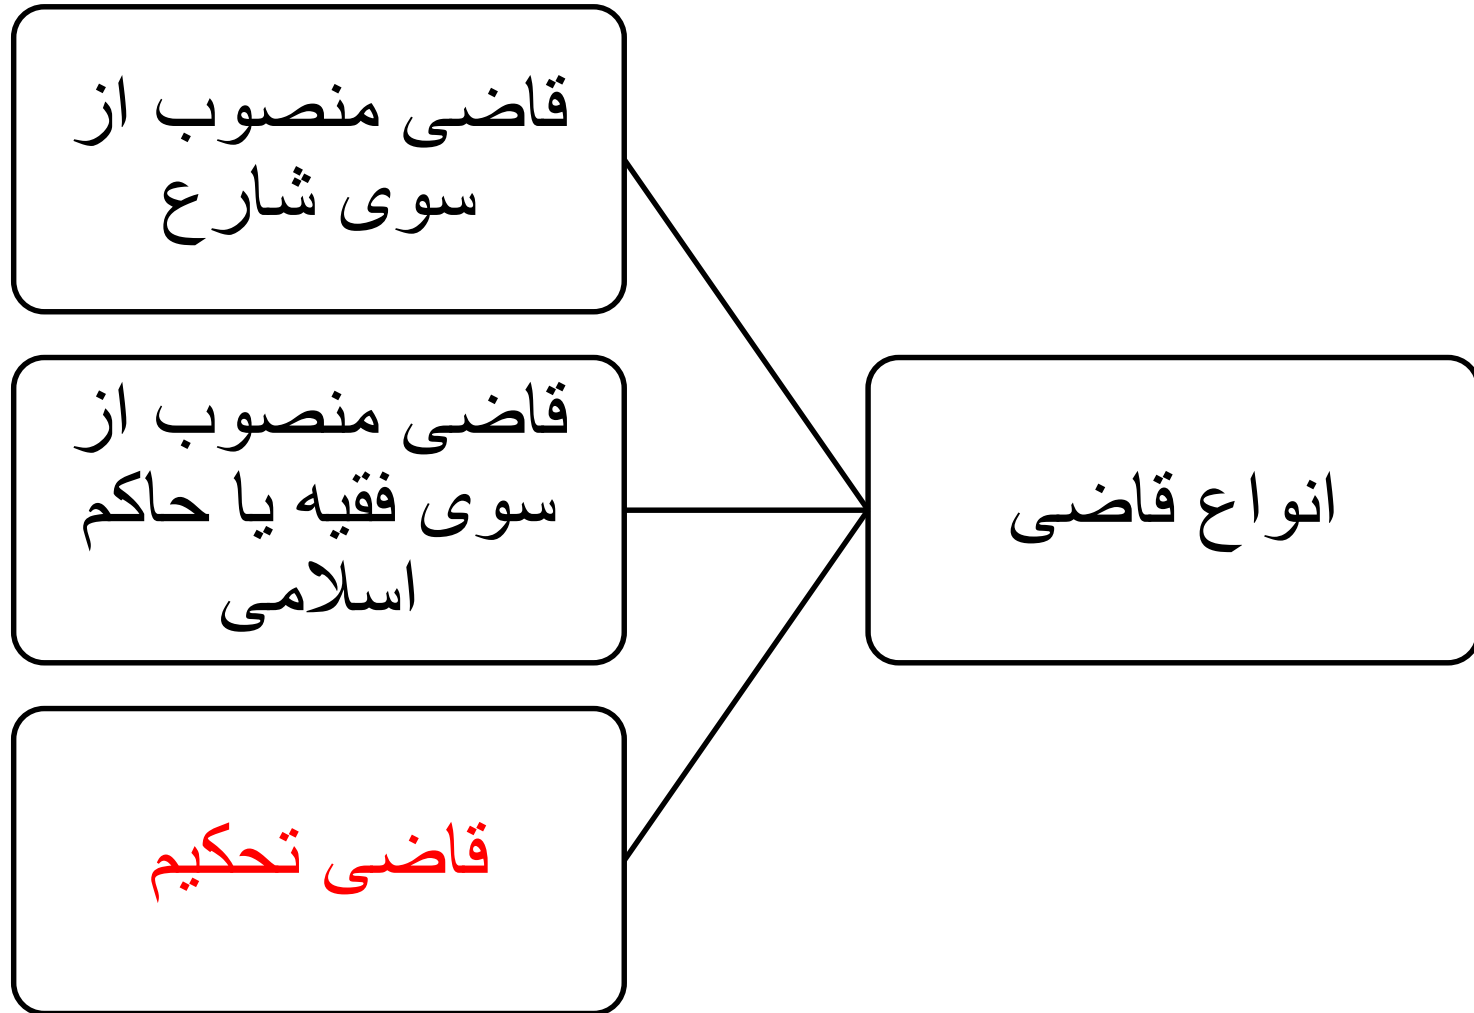 انواع قاضی
قاضی منصوب از
سوی شارع
قاضی منصوب از
سوی فقیه یا حاکم
اسلامی
قاضی تحکیم